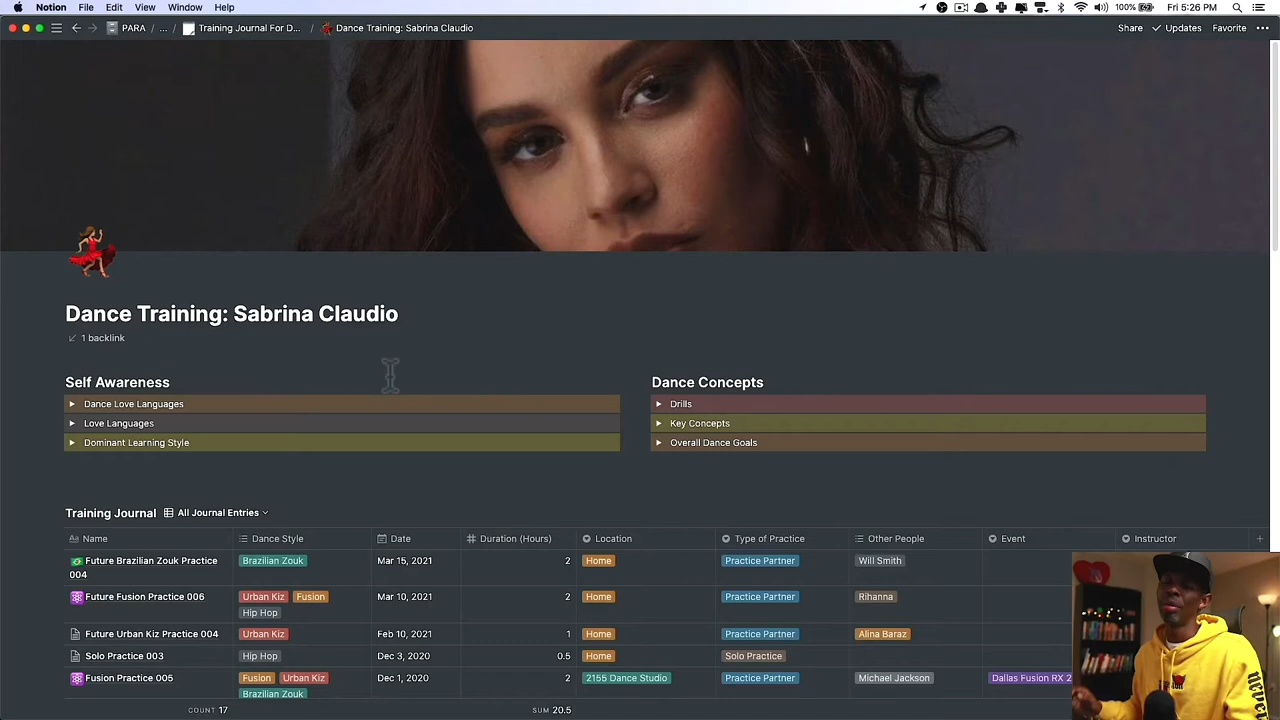 Notion File Edit View Window Help 100% Fri 5:26 PM
PARA / ... / Training Journal For D... / Dance Training: Sabrina Claudio Share Updates Favorite
Dance Training: Sabrina Claudio
1 backlink
Self Awareness
Dance Love Languages
Love Languages
Dominant Learning Style
Dance Concepts
Drills
Key Concepts
Overall Dance Goals
Training Journal All Journal Entries
Name Dance Style Date Duration (Hours) Location Type of Practice Other People Event Instructor
Future Brazilian Zouk Practice Brazilian Zouk Mar 15, 2021 2 Home Practice Partner Will Smith
004
Future Fusion Practice 006 Urban Kiz Fusion Mar 10, 2021 2 Home Practice Partner Rihanna
Hip Hop
Future Urban Kiz Practice 004 Urban Kiz Feb 10, 2021 1 Home Practice Partner Alina Baraz
Solo Practice 003 Hip Hop Dec 3, 2020 0.5 Home Solo Practice
Fusion Practice 005 Fusion Urban Kiz Dec 1, 2020 2 2155 Dance Studio Practice Partner Michael Jackson Dallas Fusion RX 2
Brazilian Zouk
COUNT 17 SUM 20.5